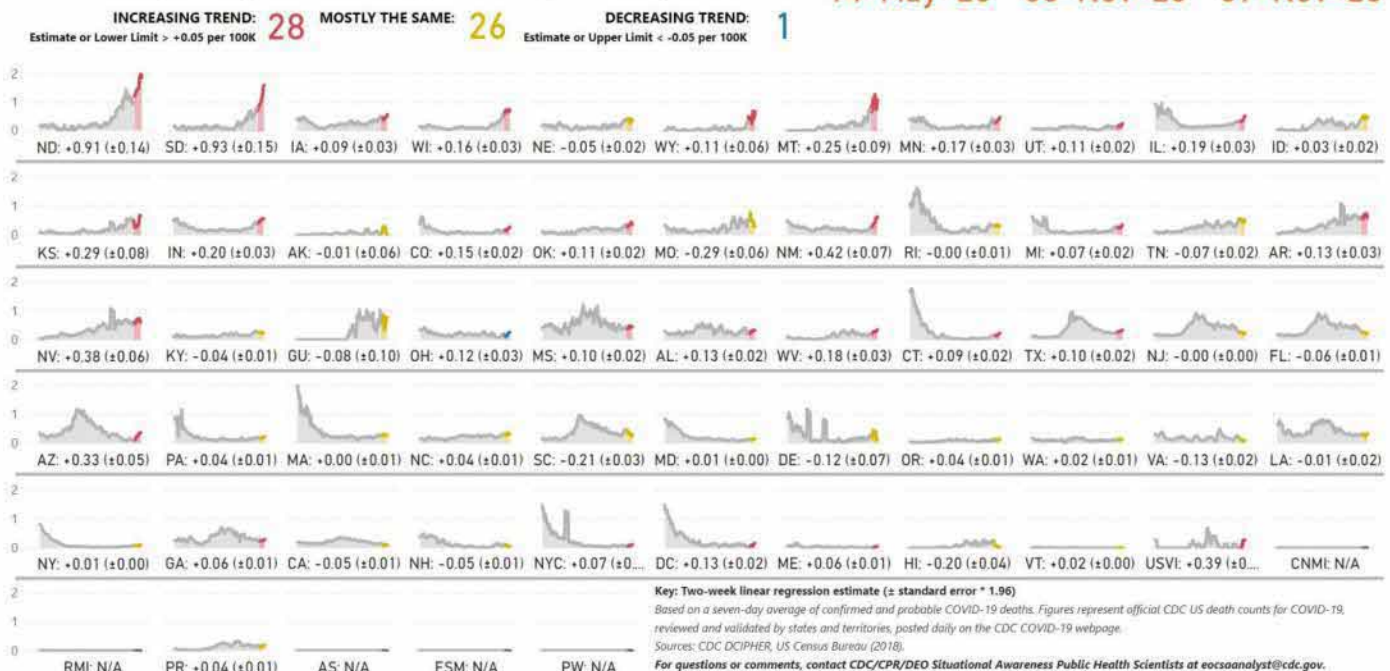 INCREASING TREND: 28 MOSTLY THE SAME: 26 DECREASING TREND: 1
Estimate or Lower Limit > +0.05 per 100K Estimate or Upper Limit < -0.05 per 100K
2
1
0
ND: +0.91 (±0.14) SD: +0.93 (±0.15) IA: +0.09 (±0.03) WI: +0.16 (±0.03) NE: -0.05 (±0.02) WY: +0.11 (±0.06) MT: +0.25 (±0.09) MN: +0.17 (±0.03) UT: +0.11 (±0.02) IL: +0.19 (±0.03) ID: +0.03 (±0.02)
2
1
0
KS: +0.29 (±0.08) IN: +0.20 (±0.03) AK: -0.01 (±0.06) CO: +0.15 (±0.02) OK: +0.11 (±0.02) MO: -0.29 (±0.06) NM: +0.42 (±0.07) RI: -0.00 (±0.01) MI: +0.07 (±0.02) TN: -0.07 (±0.02) AR: +0.13 (±0.03)
2
1
0
NV: +0.38 (±0.06) KY: -0.04 (±0.01) GU: -0.08 (±0.10) OH: +0.12 (±0.03) MS: +0.10 (±0.02) AL: +0.13 (±0.02) WV: +0.18 (±0.03) CT: +0.09 (±0.02) TX: +0.10 (±0.02) NJ: -0.00 (±0.00) FL: -0.06 (±0.01)
2
1
0
AZ: +0.33 (±0.05) PA: +0.04 (±0.01) MA: +0.00 (±0.01) NC: +0.04 (±0.01) SC: -0.21 (±0.03) MD: +0.01 (±0.00) DE: -0.12 (±0.07) OR: +0.04 (±0.01) WA: +0.02 (±0.01) VA: -0.13 (±0.02) LA: -0.01 (±0.02)
2
1
0
NY: +0.01 (±0.00) GA: +0.06 (±0.01) CA: -0.05 (±0.01) NH: -0.05 (±0.01) NYC: +0.07 (±0.... DC: +0.13 (±0.02) ME: +0.06 (±0.01) HI: -0.20 (±0.04) VT: +0.02 (±0.00) USVI: +0.39 (±0.... CNMI: N/A
2
1
0
RMI: N/A PR: +0.04 (±0.01) AS: N/A FSM: N/A PW: N/A
Key: Two-week linear regression estimate (± standard error * 1.96)
Based on a seven-day average of confirmed and probable COVID-19 deaths. Figures represent official CDC US death counts for COVID-19,
reviewed and validated by states and territories, posted daily on the CDC COVID-19 webpage.
Sources: CDC DCIPHER, US Census Bureau (2018).
For questions or comments, contact CDC/CPR/DEO Situational Awareness Public Health Scientists at eocsaanalyst@cdc.gov.